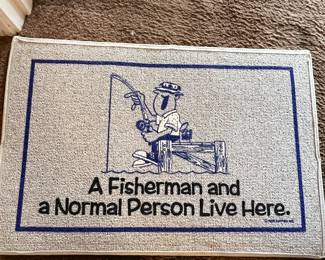 A Fisherman and
a Normal Person Live Here.